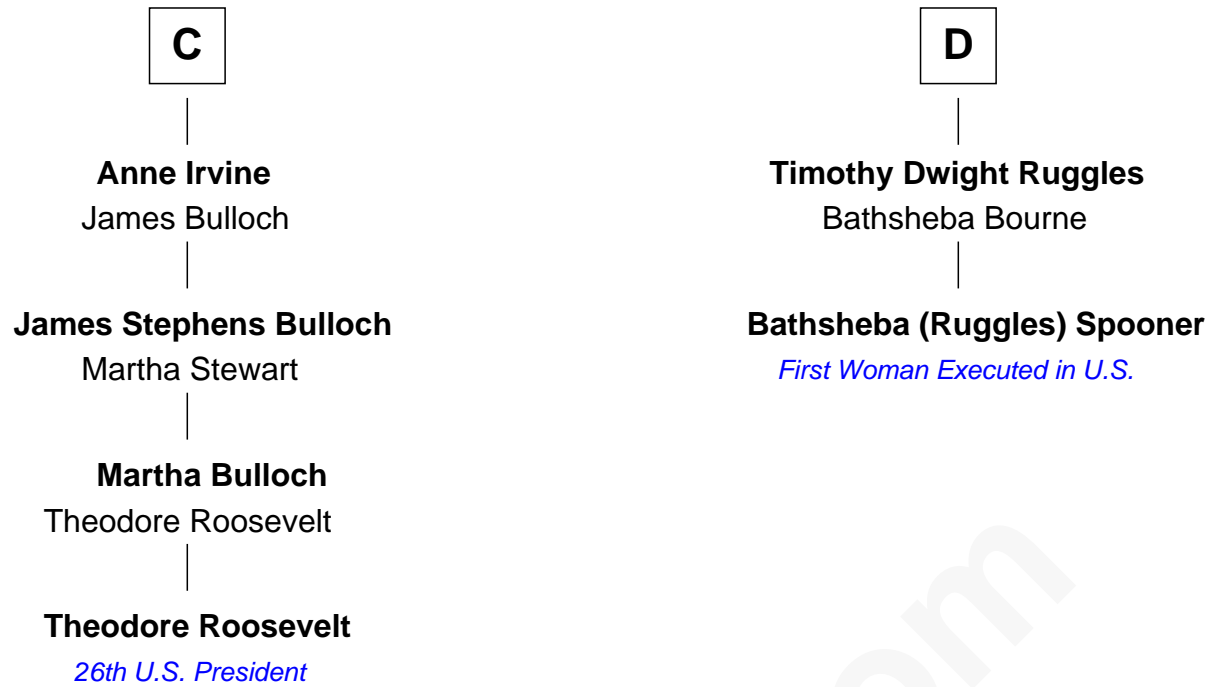 C
Anne Irvine
James Bulloch
James Stephens Bulloch
Martha Stewart
Martha Bulloch
Theodore Roosevelt
Theodore Roosevelt
26th U.S. President
D
Timothy Dwight Ruggles
Bathsheba Bourne
Bathsheba (Ruggles) Spooner
First Woman Executed in U.S.
om